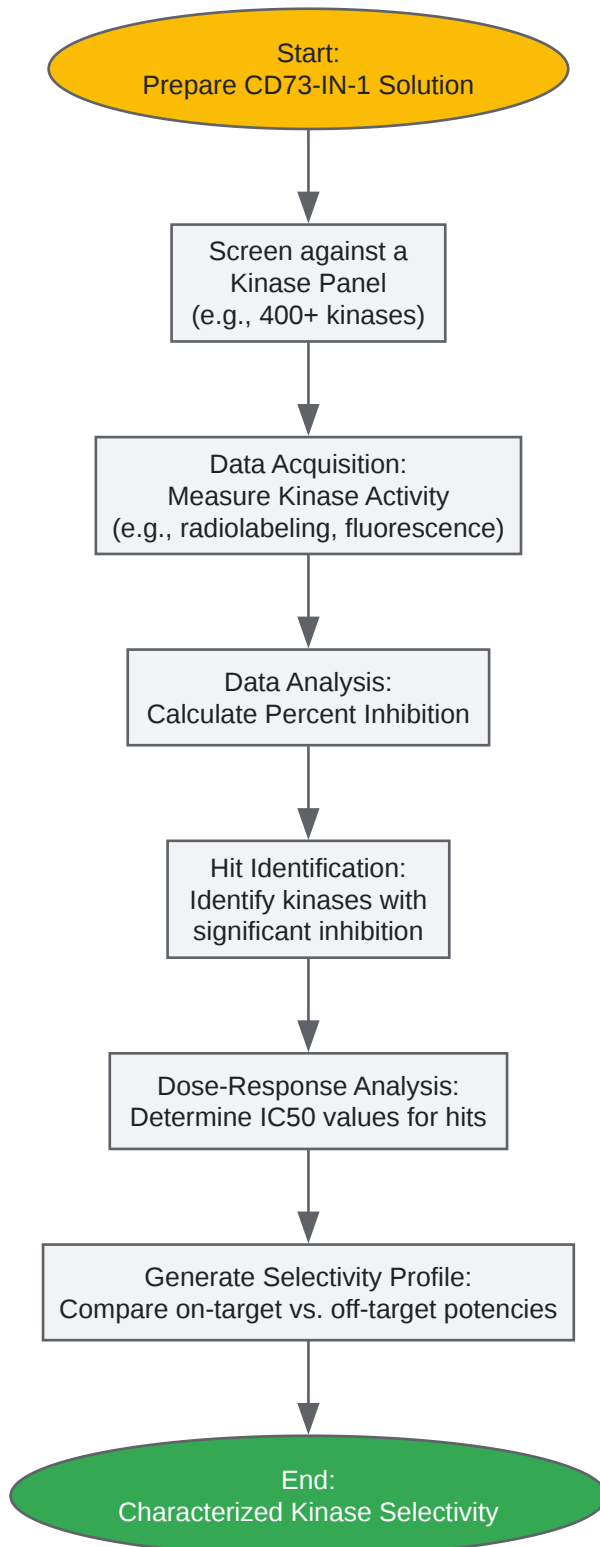 Start:
Prepare CD73-IN-1 Solution
Screen against a
Kinase Panel
(e.g., 400+ kinases)
Data Acquisition:
Measure Kinase Activity
(e.g., radiolabeling, fluorescence)
Data Analysis:
Calculate Percent Inhibition
Hit Identification:
Identify kinases with
significant inhibition
Dose-Response Analysis:
Determine IC50 values for hits
Generate Selectivity Profile:
Compare on-target vs. off-target potencies
End:
Characterized Kinase Selectivity